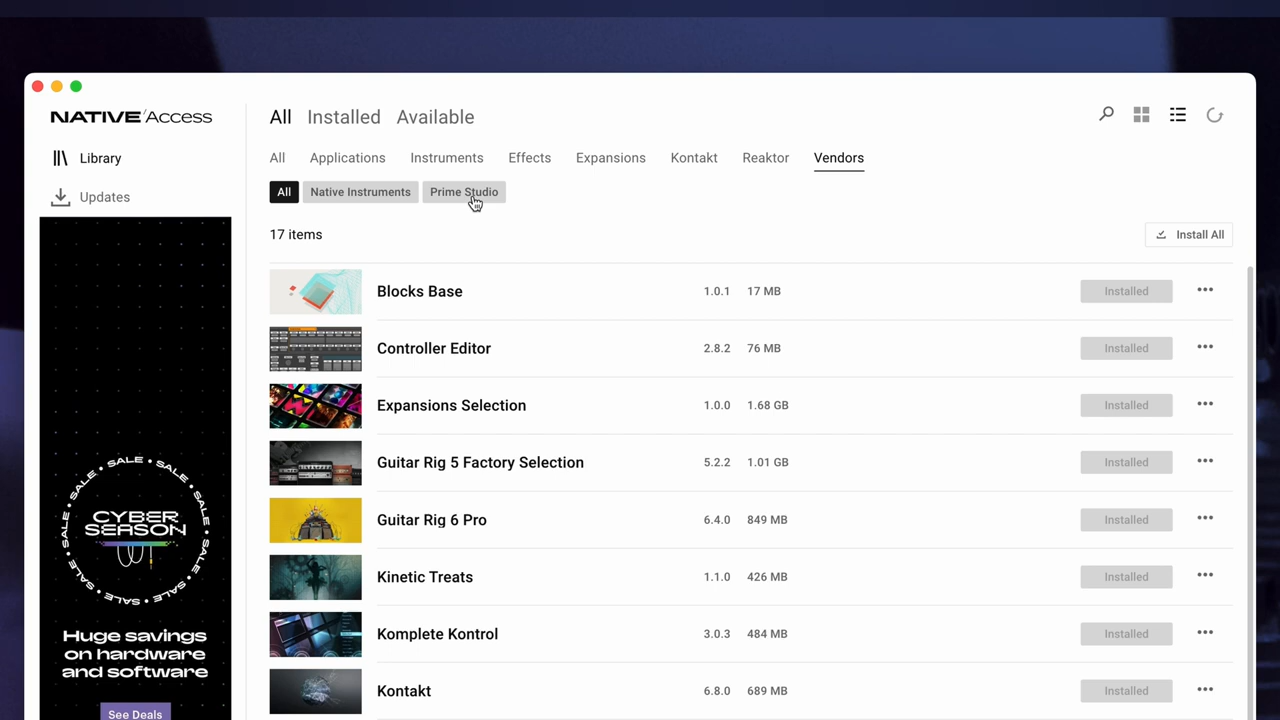 NATIVE/Access
Library
Updates
SALE • SALE • SALE • SALE • SALE • SALE • SALE • SALE •
CYBER
SEASON
Huge savings
on hardware
and software
See Deals
All Installed Available
All Applications Instruments Effects Expansions Kontakt Reaktor Vendors
All Native Instruments Prime Studio
17 items Install All
Blocks Base 1.0.1 17 MB Installed
Controller Editor 2.8.2 76 MB Installed
Expansions Selection 1.0.0 1.68 GB Installed
Guitar Rig 5 Factory Selection 5.2.2 1.01 GB Installed
Guitar Rig 6 Pro 6.4.0 849 MB Installed
Kinetic Treats 1.1.0 426 MB Installed
Komplete Kontrol 3.0.3 484 MB Installed
Kontakt 6.8.0 689 MB Installed